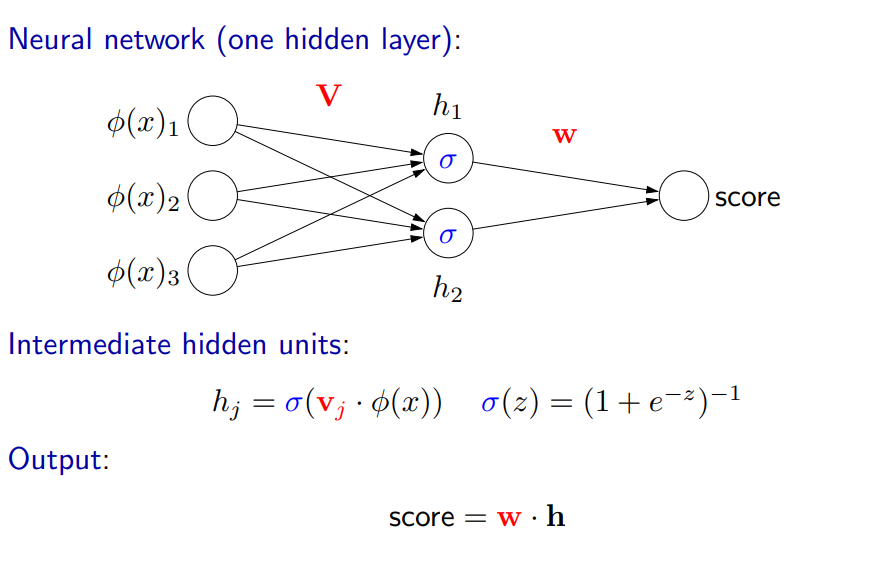 Neural network (one hidden layer):
V
h₁
ϕ(x)₁
w
σ
ϕ(x)₂
score
σ
ϕ(x)₃
h₂
Intermediate hidden units:
hⱼ = σ(vⱼ · ϕ(x)) σ(z) = (1 + e⁻ᶻ)⁻¹
Output:
score = w · h